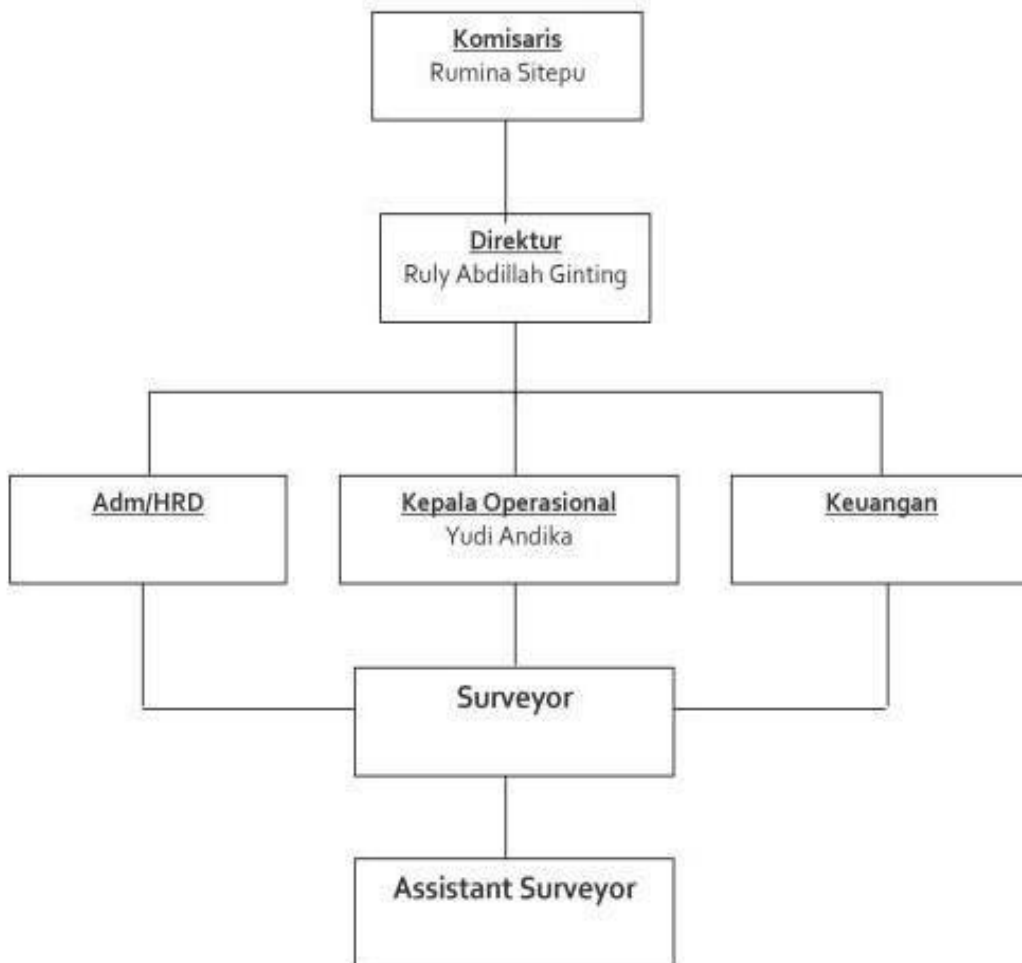 Komisaris
Rumina Sitepu
Direktur
Ruly Abdillah Ginting
Adm/HRD
Kepala Operasional
Yudi Andika
Keuangan
Surveyor
Assistant Surveyor